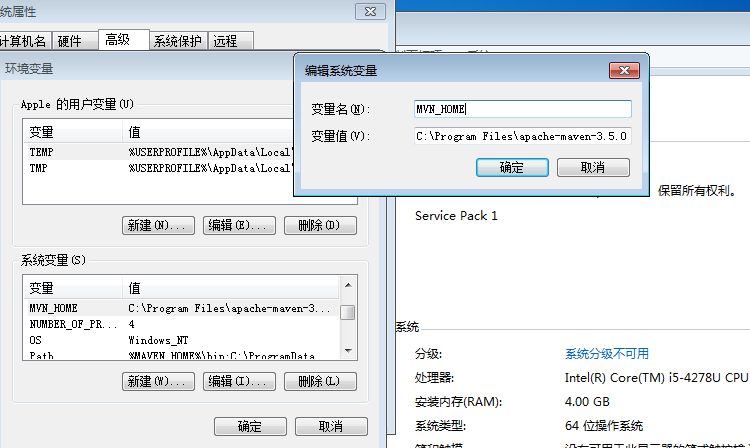 统属性
计算机名 硬件 高级 系统保护 远程
环境变量
Apple 的用户变量(U)
变量 值
TEMP %USERPROFILE%\AppData\Local\
TMP %USERPROFILE%\AppData\Local\
新建(N)... 编辑(E)... 删除(D)
系统变量(S)
变量 值
MVN_HOME C:\Program Files\apache-maven-3...
NUMBER_OF_PR... 4
OS Windows_NT
Path %MAVEN_HOME%\bin;C:\ProgramData
新建(W)... 编辑(I)... 删除(L)
确定 取消
编辑系统变量
变量名(N): MVN_HOME
变量值(V): C:\Program Files\apache-maven-3.5.0
确定 取消
保留所有权利。
Service Pack 1
系统
分级: 系统分级不可用
处理器: Intel(R) Core(TM) i5-4278U CPU
安装内存(RAM): 4.00 GB
系统类型: 64 位操作系统